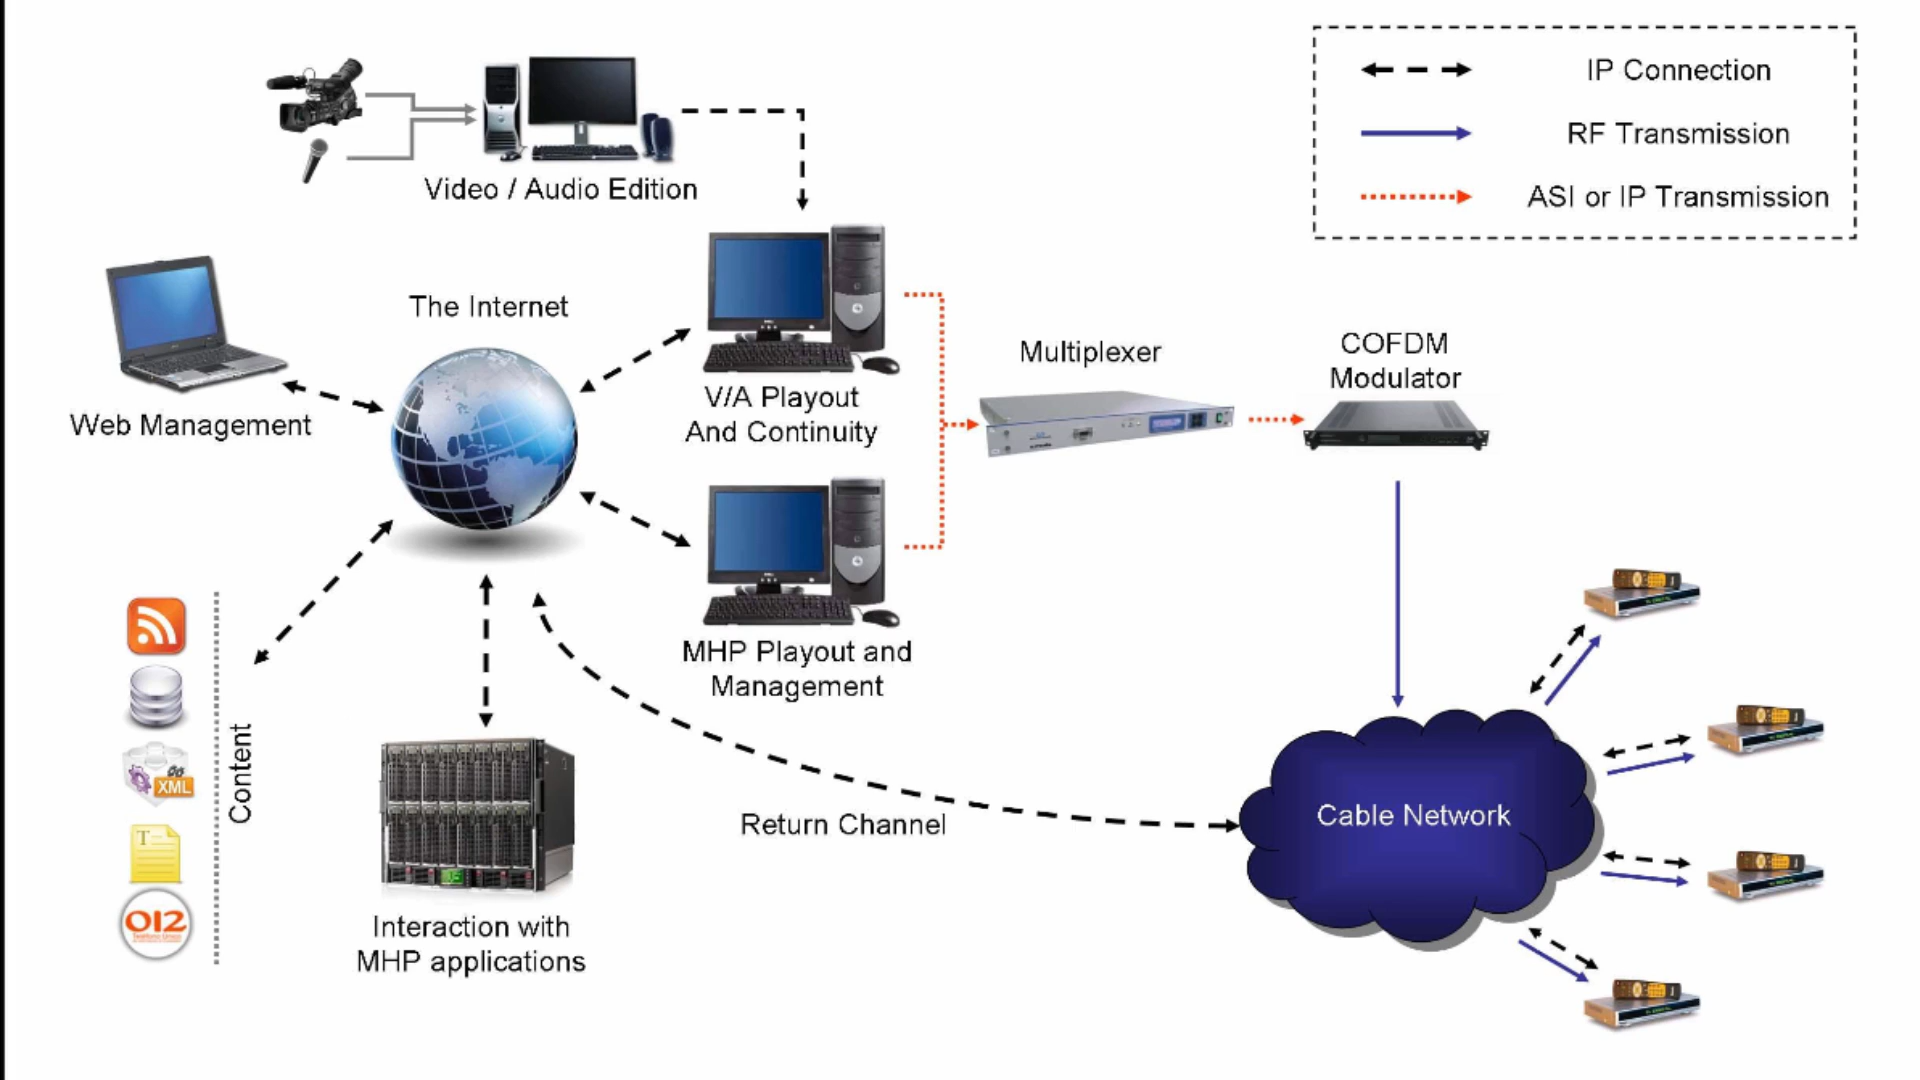 IP Connection
RF Transmission
ASI or IP Transmission
Video / Audio Edition
The Internet
Web Management
V/A Playout
And Continuity
Multiplexer
COFDM
Modulator
MHP Playout and
Management
Content
XML
T
012
Return Channel
Cable Network
Interaction with
MHP applications